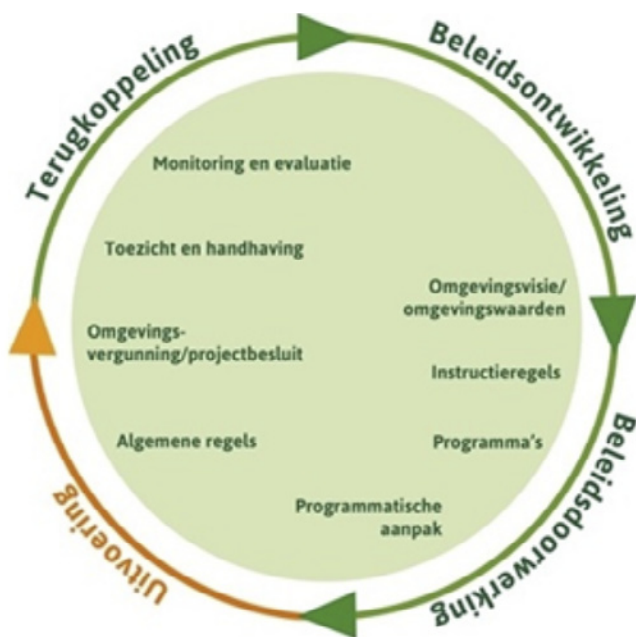 Terugkoppeling
Beleidsontwikkeling
Monitoring en evaluatie
Toezicht en handhaving
Omgevingsvisie/
omgevingswaarden
Omgevings-
vergunning/projectbesluit
Instructieregels
Algemene regels
Programma's
Programmatische
aanpak
Uitvoering
Beleidsdoorwerking